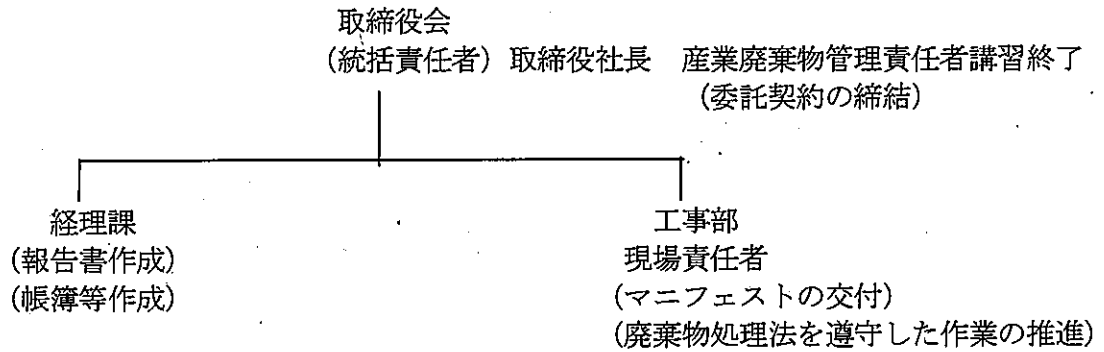 取締役会
(統括責任者) 取締役社長 産業廃棄物管理責任者講習終了
(委託契約の締結)
経理課
(報告書作成)
(帳簿等作成)
工事部
現場責任者
(マニフェストの交付)
(廃棄物処理法を遵守した作業の推進)